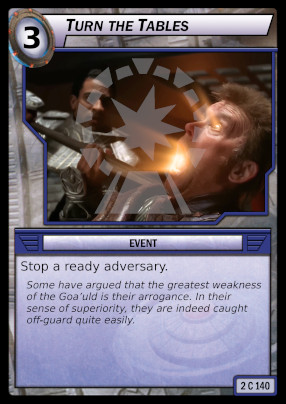 3
TURN THE TABLES
EVENT
Stop a ready adversary.
Some have argued that the greatest weakness
of the Goa'uld is their arrogance. In their
sense of superiority, they are indeed caught
off-guard quite easily.
2 C 140